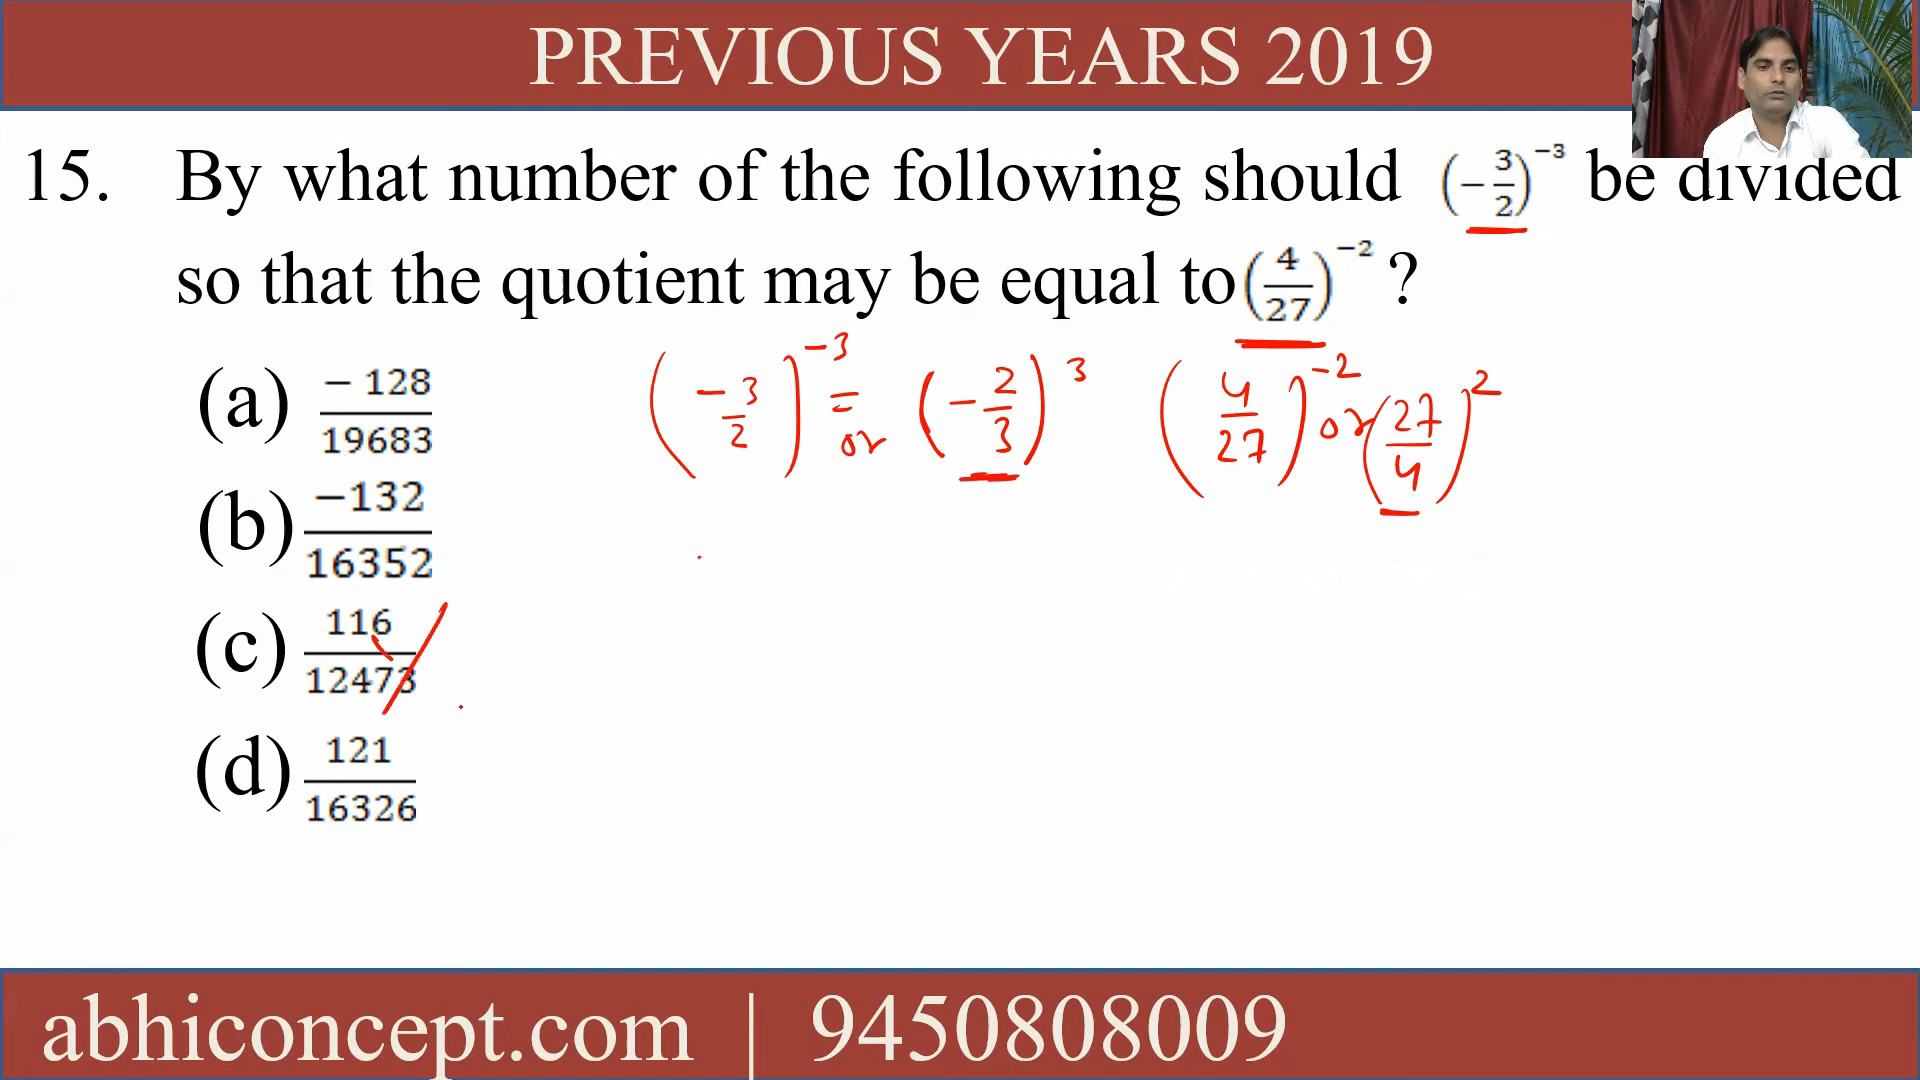 PREVIOUS YEARS 2019
15. By what number of the following should (-3/2)^-3 be divided
so that the quotient may be equal to (4/27)^-2 ?
(-3/2)^-3 = or (-2/3)^3 (4/27)^-2 or (27/4)^2
(a) -128/19683
(b) -132/16352
(c) 116/12473
(d) 121/16326
abhiconcept.com | 9450808009